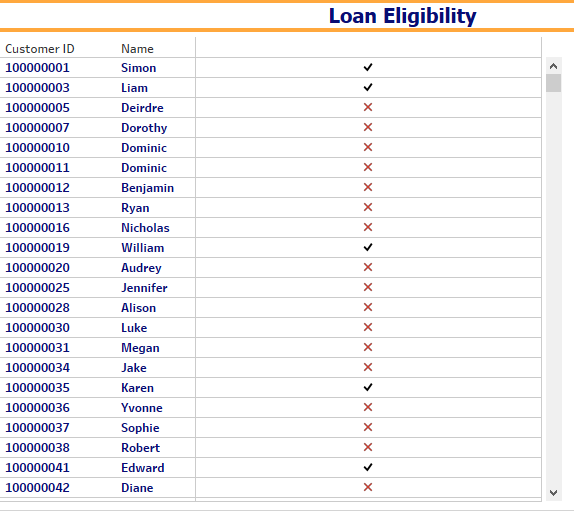 Loan Eligibility
Customer ID Name
100000001 Simon ✓
100000003 Liam ✓
100000005 Deirdre ✕
100000007 Dorothy ✕
100000010 Dominic ✕
100000011 Dominic ✕
100000012 Benjamin ✕
100000013 Ryan ✕
100000016 Nicholas ✕
100000019 William ✓
100000020 Audrey ✕
100000025 Jennifer ✕
100000028 Alison ✕
100000030 Luke ✕
100000031 Megan ✕
100000034 Jake ✕
100000035 Karen ✓
100000036 Yvonne ✕
100000037 Sophie ✕
100000038 Robert ✕
100000041 Edward ✓
100000042 Diane ✕